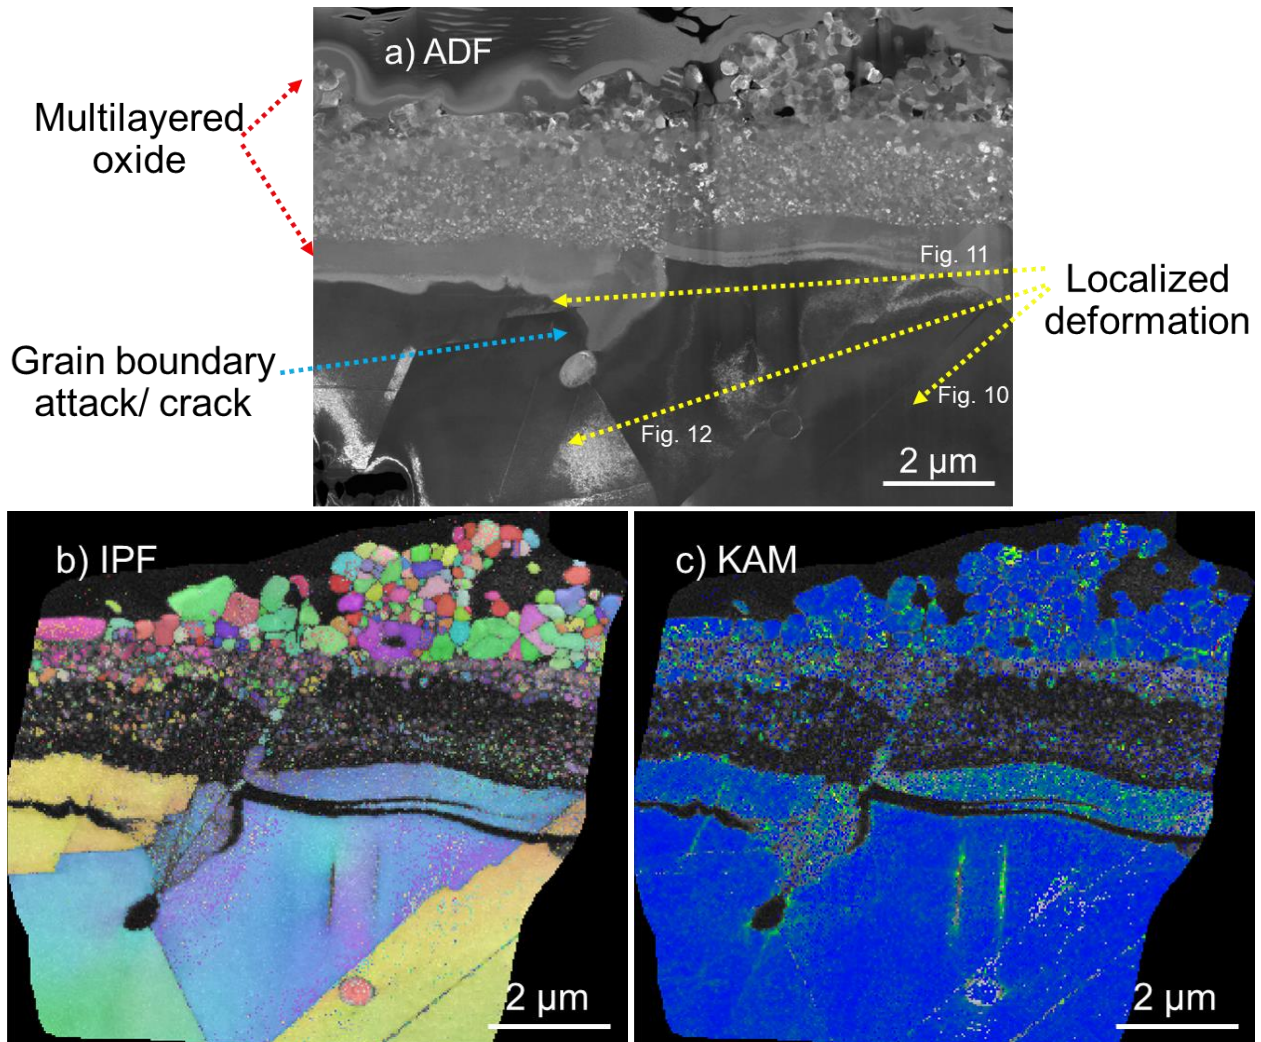 a) ADF
Multilayered
oxide
Fig. 11
Localized
deformation
Grain boundary
attack/ crack
Fig. 10
Fig. 12
2 μm
b) IPF
c) KAM
2 μm
2 μm